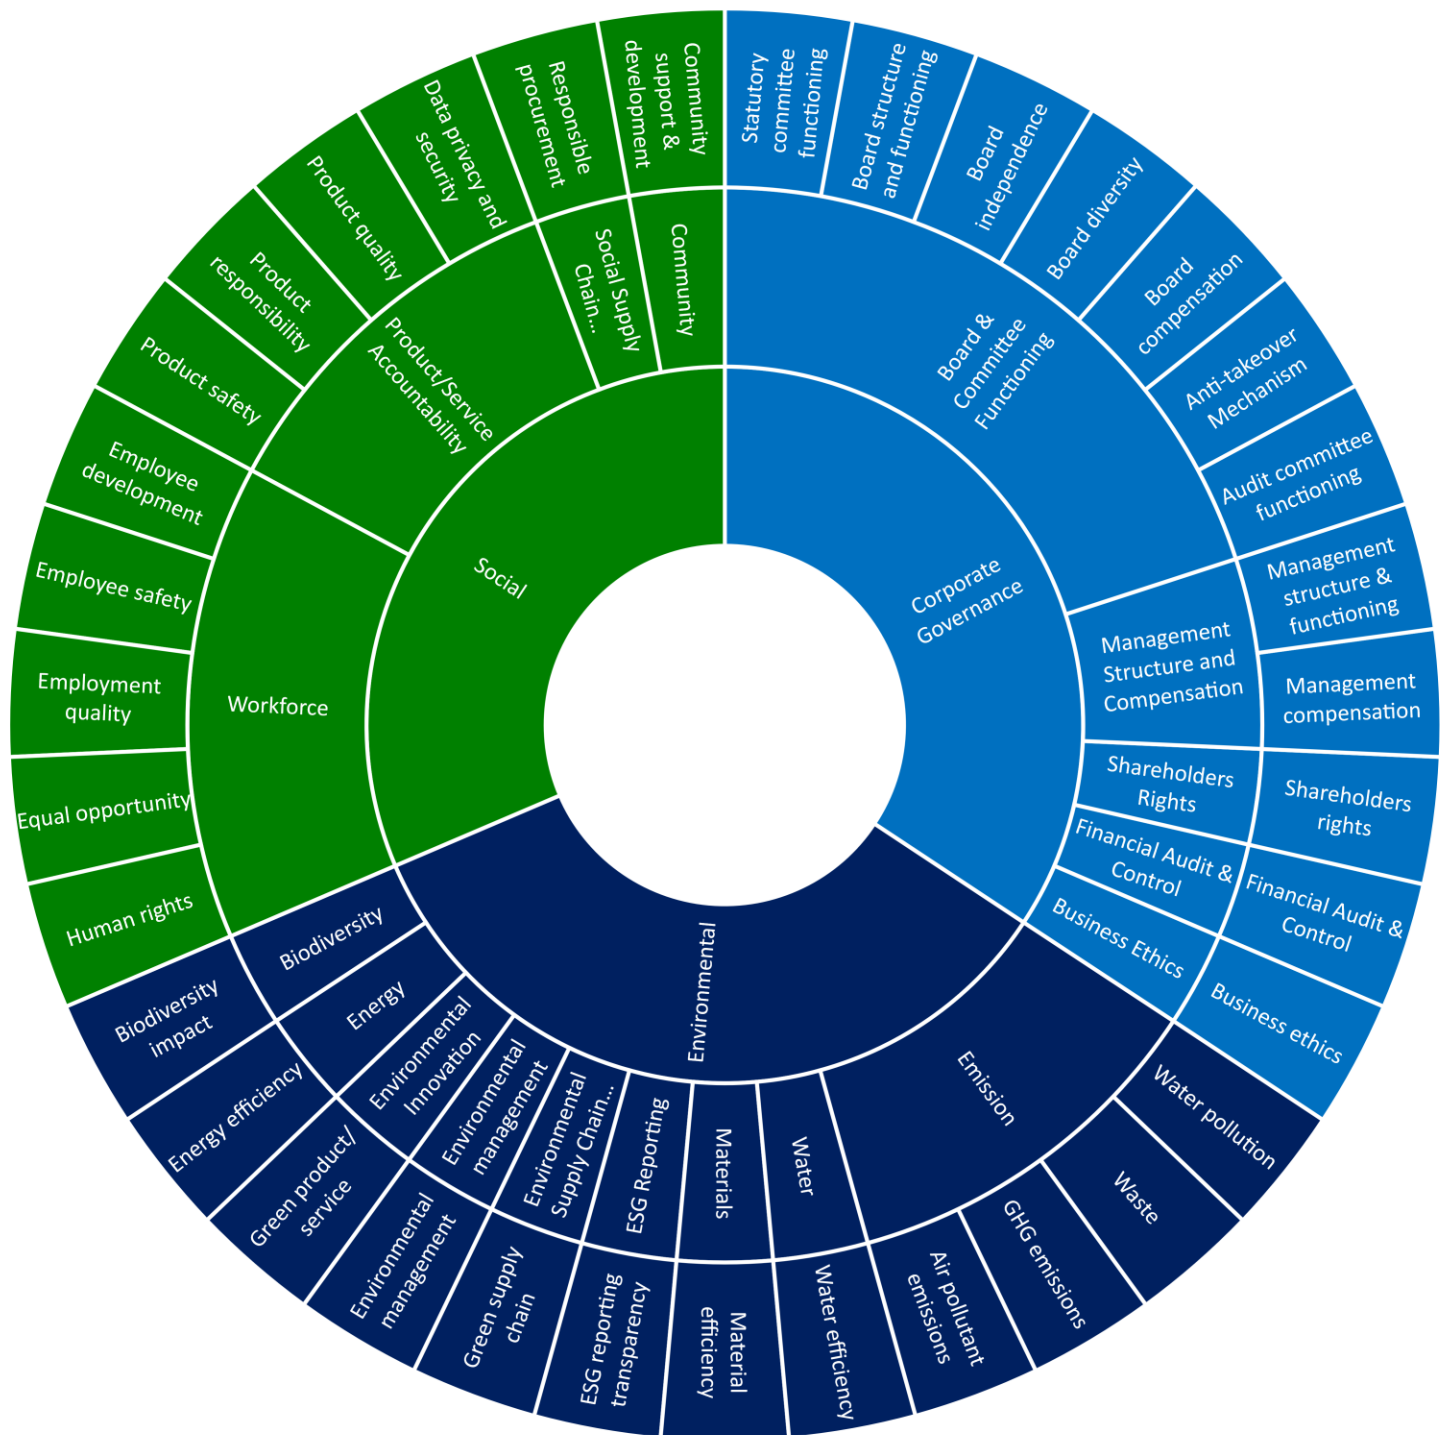 Social
Corporate
Governance
Environmental
Community
Social Supply
Chain...
Product/Service
Accountability
Workforce
Board &
Committee
Functioning
Management
Structure and
Compensation
Shareholders
Rights
Financial Audit &
Control
Business Ethics
Emission
Water
Materials
ESG Reporting
Environmental
Supply Chain...
Environmental
management
Environmental
Innovation
Energy
Biodiversity
Statutory
committee
functioning
Board structure
and functioning
Board
independence
Board diversity
Board
compensation
Anti-takeover
Mechanism
Audit committee
functioning
Management
structure &
functioning
Management
compensation
Shareholders
rights
Financial Audit &
Control
Business ethics
Water pollution
Waste
GHG emissions
Air pollutant
emissions
Water efficiency
Material
efficiency
ESG reporting
transparency
Green supply
chain
Environmental
management
Green product/
service
Energy efficiency
Biodiversity
impact
Human rights
Equal opportunity
Employment
quality
Employee safety
Employee
development
Product safety
Product
responsibility
Product quality
Data privacy and
security
Responsible
procurement
Community
support &
development